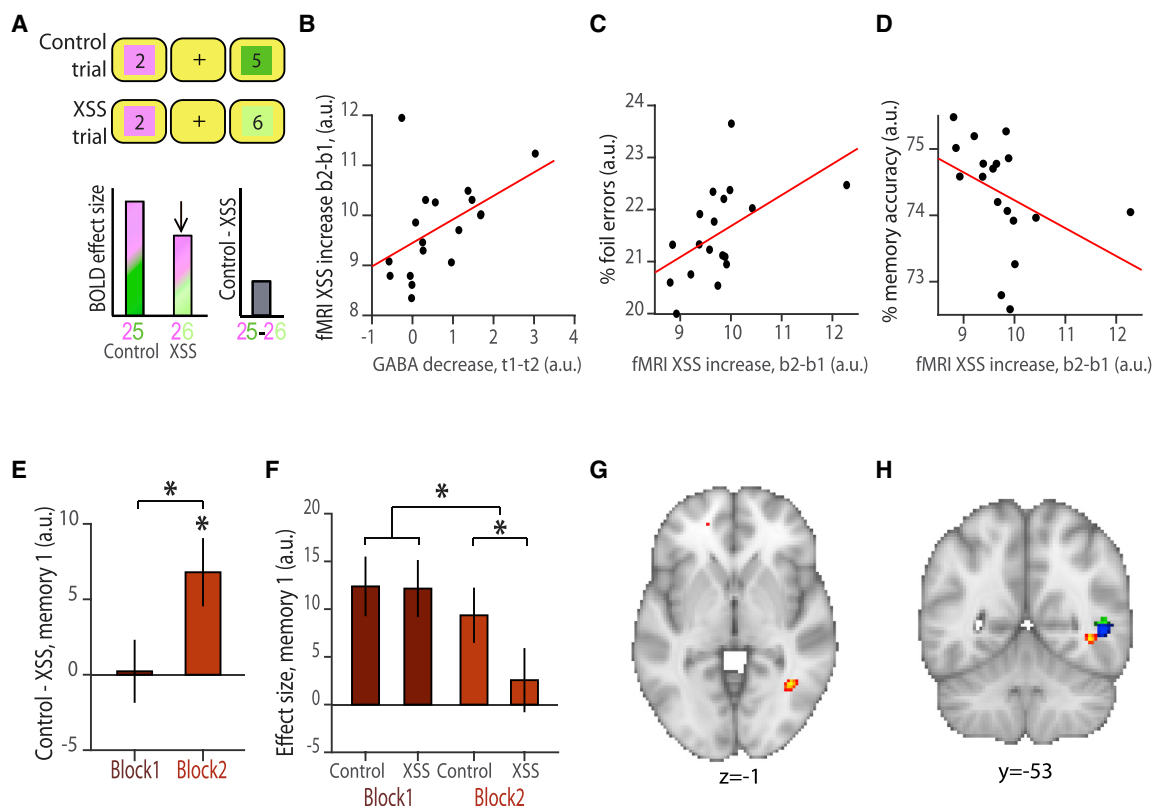 A
Control
trial
2
+
5
XSS
trial
2
+
6
BOLD effect size
25
Control
26
XSS
Control - XSS
25-26
B
fMRI XSS increase b2-b1, (a.u.)
12
11
10
9
8
-1
0
1
2
3
4
GABA decrease, t1-t2 (a.u.)
C
% foil errors (a.u.)
24
23
22
21
20
9
10
11
12
fMRI XSS increase, b2-b1 (a.u.)
D
% memory accuracy (a.u.)
75
74
73
9
10
11
12
fMRI XSS increase, b2-b1 (a.u.)
E
Control - XSS, memory 1 (a.u.)
10
5
0
-5
*
*
Block1
Block2
F
Effect size, memory 1 (a.u.)
20
15
10
5
0
-5
*
*
Control
XSS
Control
XSS
Block1
Block2
G
z=-1
H
y=-53